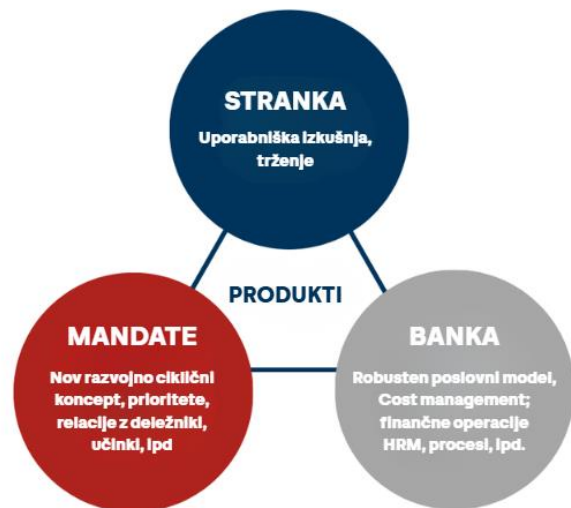 STRANKA
Uporabniška izkušnja,
trženje
PRODUKTI
MANDATE
Nov razvojno ciklični
koncept, prioritete,
relacije z deležniki,
učinki, ipd
BANKA
Robusten poslovni model,
Cost management;
finančne operacije
HRM, procesi, ipd.